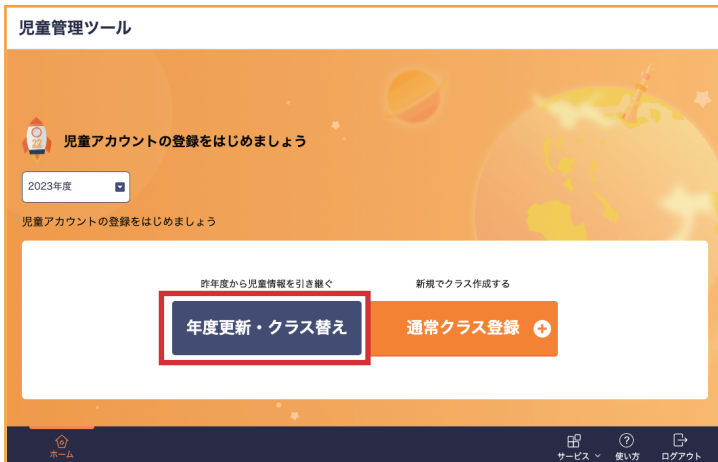 児童管理ツール
22
児童アカウントの登録をはじめましょう
2023年度
児童アカウントの登録をはじめましょう
昨年度から児童情報を引き継ぐ
新規でクラス作成する
年度更新・クラス替え
通常クラス登録
ホーム
サービス
使い方
ログアウト